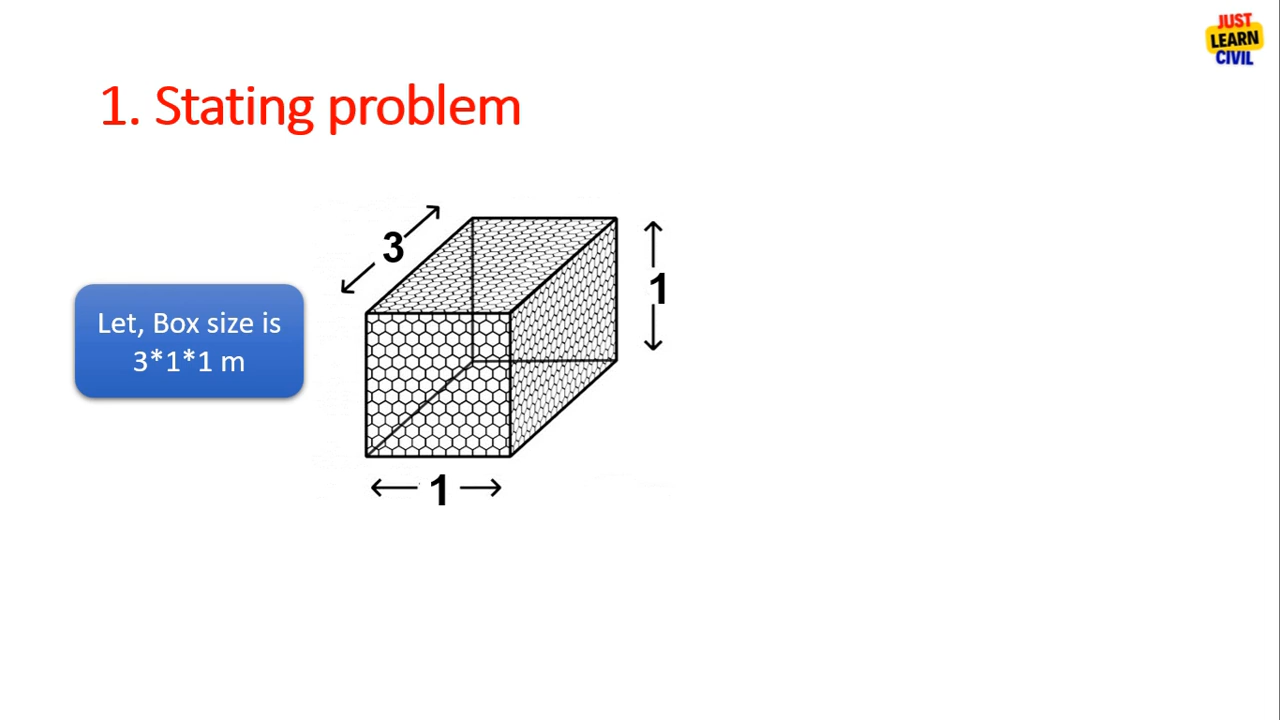 JUST
LEARN
CIVIL
1. Stating problem
3
1
Let, Box size is
3*1*1 m
1